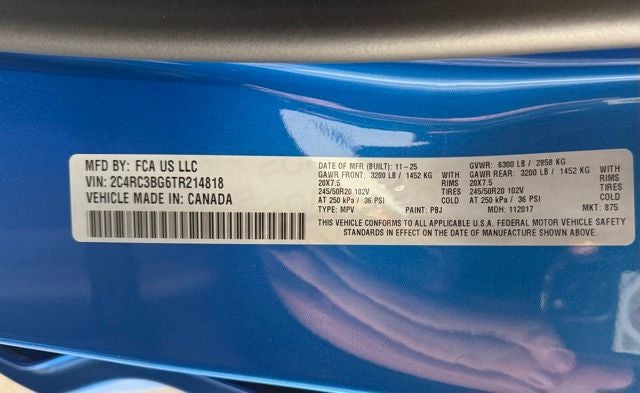 MFD BY: FCA US LLC
VIN: 2C4RC3BG6TR214818
VEHICLE MADE IN: CANADA
DATE OF MFR (BUILT): 11-25
GAWR FRONT: 3200 LB / 1452 KG WITH
20X7.5 RIMS
245/50R20 102V TIRES
AT 250 kPa / 36 PSI COLD
TYPE: MPV PAINT: PBJ
GVWR: 6300 LB / 2858 KG
GAWR REAR: 3200 LB / 1452 KG WITH
20X7.5 RIMS
245/50R20 102V TIRES
AT 250 kPa / 36 PSI COLD
MDH: 112017 MKT: 875
THIS VEHICLE CONFORMS TO ALL APPLICABLE U.S.A. FEDERAL MOTOR VEHICLE SAFETY
STANDARDS IN EFFECT ON THE DATE OF MANUFACTURE SHOWN ABOVE.